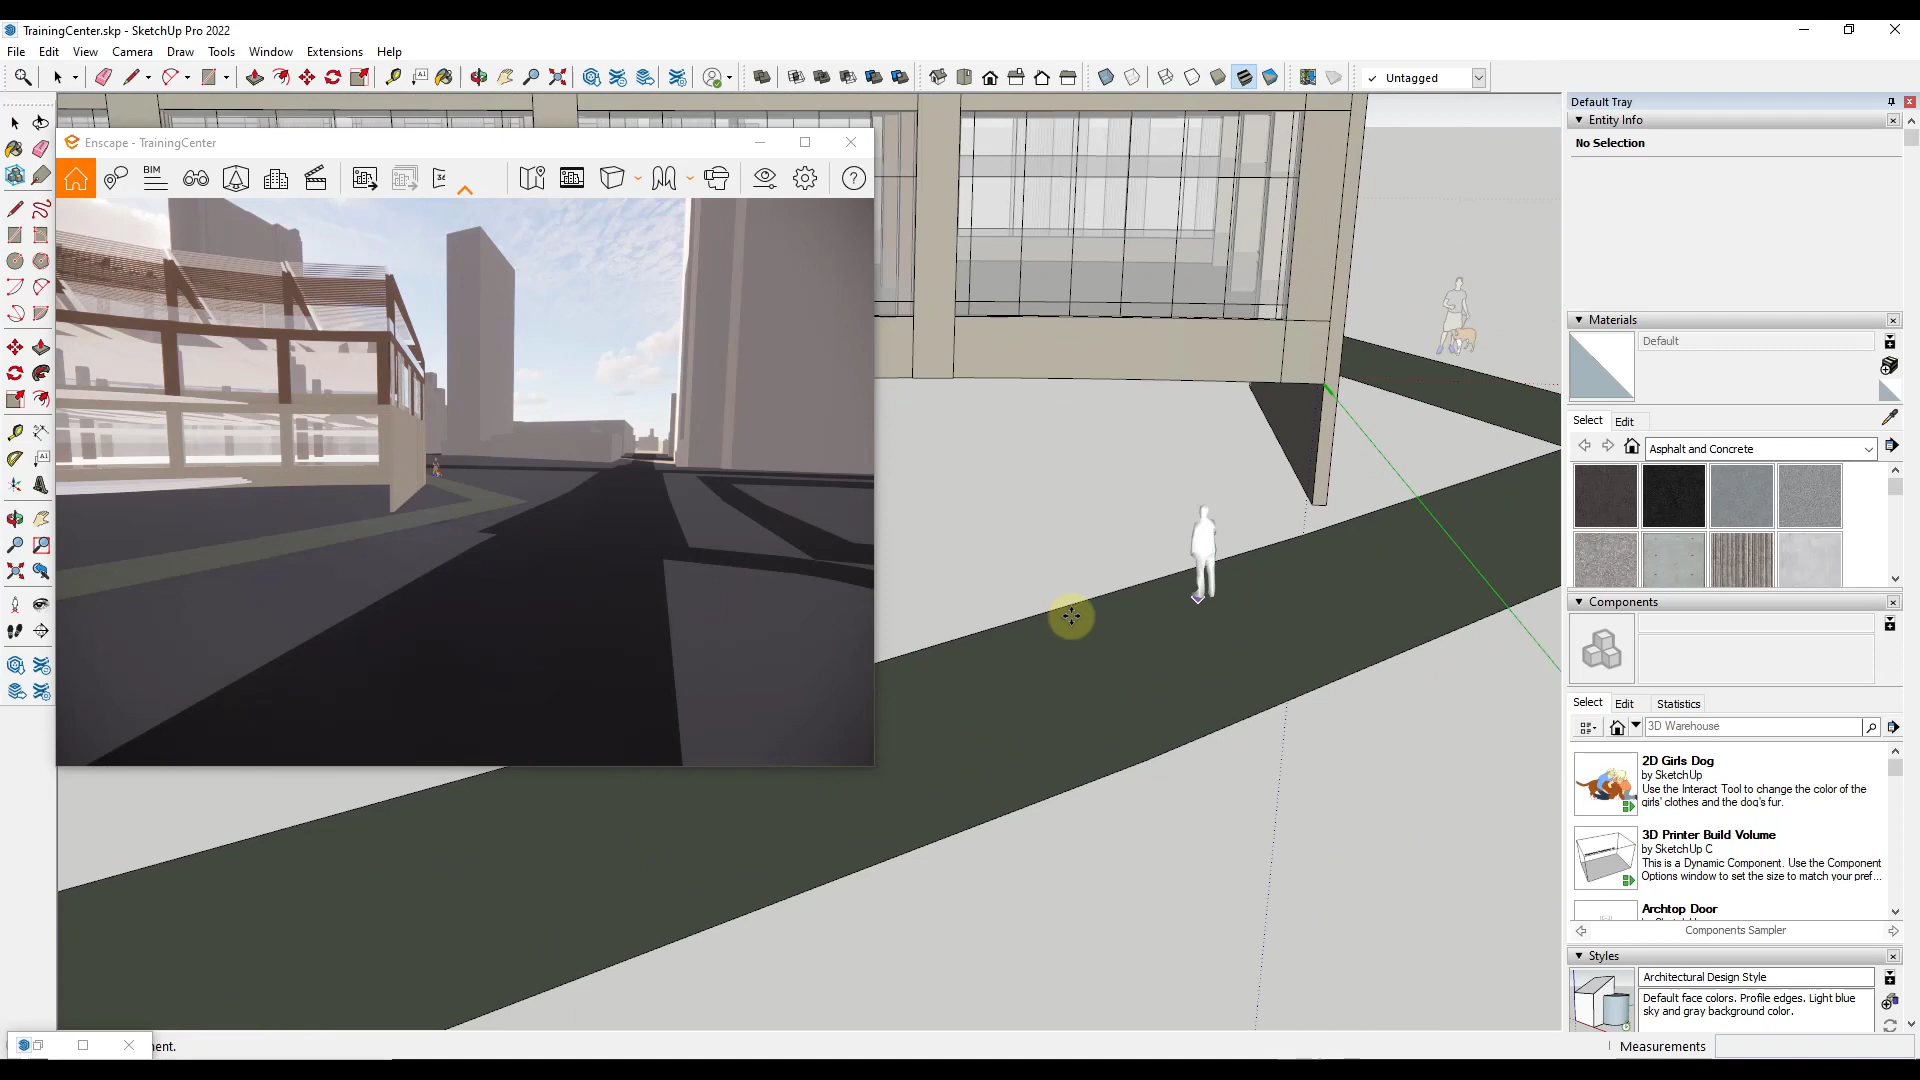 TrainingCenter.skp - SketchUp Pro 2022
File Edit View Camera Draw Tools Window Extensions Help
A1
Untagged
Default Tray
Entity Info
No Selection
Enscape - TrainingCenter
BIM
Materials
Default
Select Edit
Asphalt and Concrete
A1
Components
Select Edit Statistics
3D Warehouse
2D Girls Dog
by SketchUp
Use the Interact Tool to change the color of the
girls' clothes and the dog's fur.
3D Printer Build Volume
by SketchUp C
This is a Dynamic Component. Use the Component
Options window to set the size to match your pref...
Archtop Door
Components Sampler
Styles
Architectural Design Style
Default face colors. Profile edges. Light blue
sky and gray background color.
Measurements